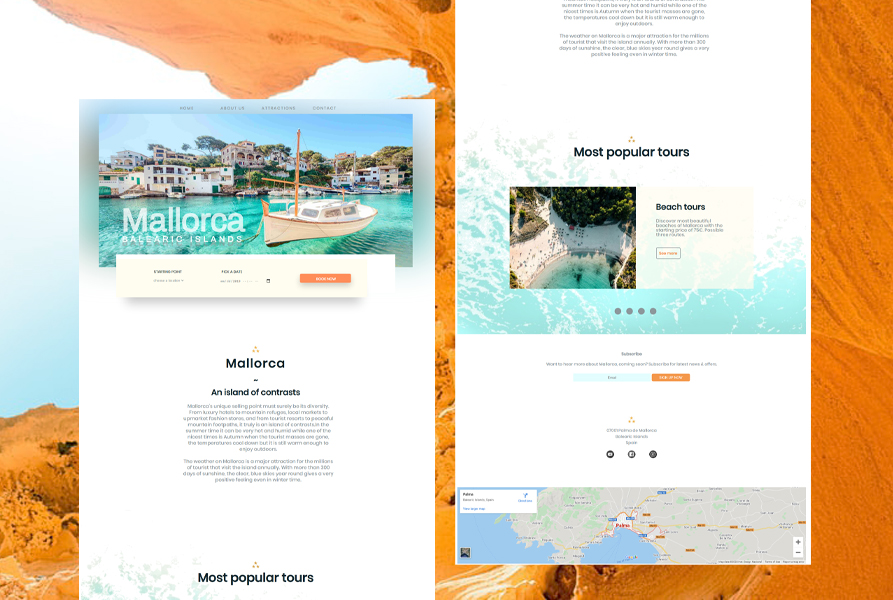 HOME ABOUT US ATTRACTIONS CONTACT
Mallorca
BALEARIC ISLANDS
STARTING POINT PICK A DATE
BOOK NOW
Mallorca
~
An island of contrasts
Mallorca's unique selling point must surely be its diversity.
From luxury hotels to mountain refuges, local markets to
upmarket fashion stores, and from tourist resorts to peaceful
mountain footpaths, it truly is an island of contrasts.In the
summer time it can be very hot and humid while one of the
nicest times is Autumn when the tourist masses are gone,
the temperatures cool down but it is still warm enough to
enjoy outdoors.
The weather on Mallorca is a major attraction for the millions
of tourist that visit the island annually. With more than 300
days of sunshine, the clear, blue skies year round gives a very
positive feeling even in winter time.
Most popular tours
summer time it can be very hot and humid while one of the
nicest times is Autumn when the tourist masses are gone,
the temperatures cool down but it is still warm enough to
enjoy outdoors.
The weather on Mallorca is a major attraction for the millions
of tourist that visit the island annually. With more than 300
days of sunshine, the clear, blue skies year round gives a very
positive feeling even in winter time.
Most popular tours
Beach tours
Discover most beautiful
beaches of Mallorca with the
starting price of 75€. Possible
three routes.
Subscribe
Want to hear more about Mallorca, coming soon? Subscribe for latest news & offers.
Email SIGN UP NOW
07001 Palma de Mallorca
Balearic Islands
Spain
Palma
View larger map
Palma